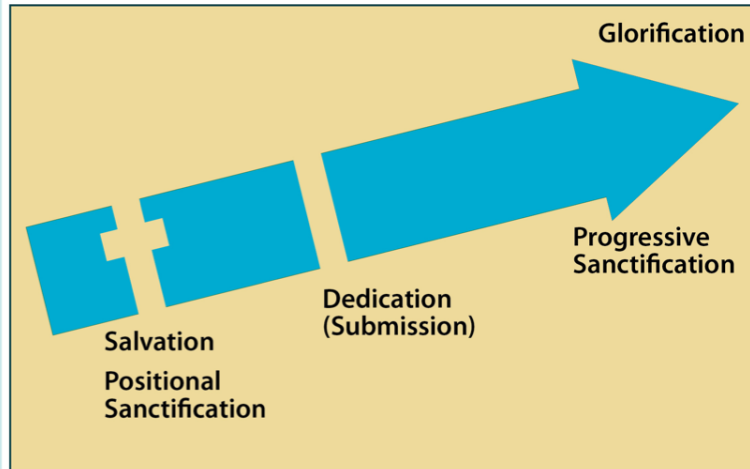 Glorification
Progressive
Sanctification
Dedication
(Submission)
Salvation
Positional
Sanctification